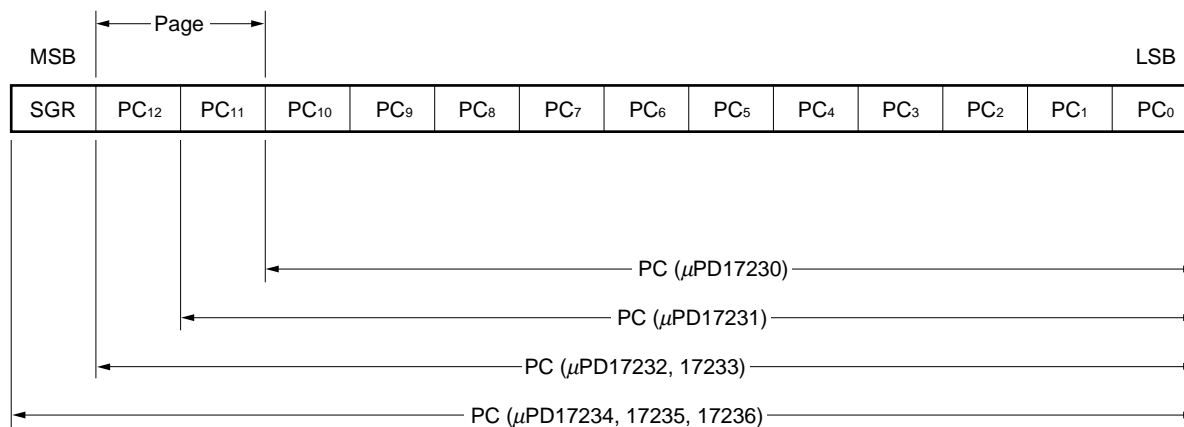 Page
MSB LSB
SGR PC12 PC11 PC10 PC9 PC8 PC7 PC6 PC5 PC4 PC3 PC2 PC1 PC0
PC (µPD17230)
PC (µPD17231)
PC (µPD17232, 17233)
PC (µPD17234, 17235, 17236)